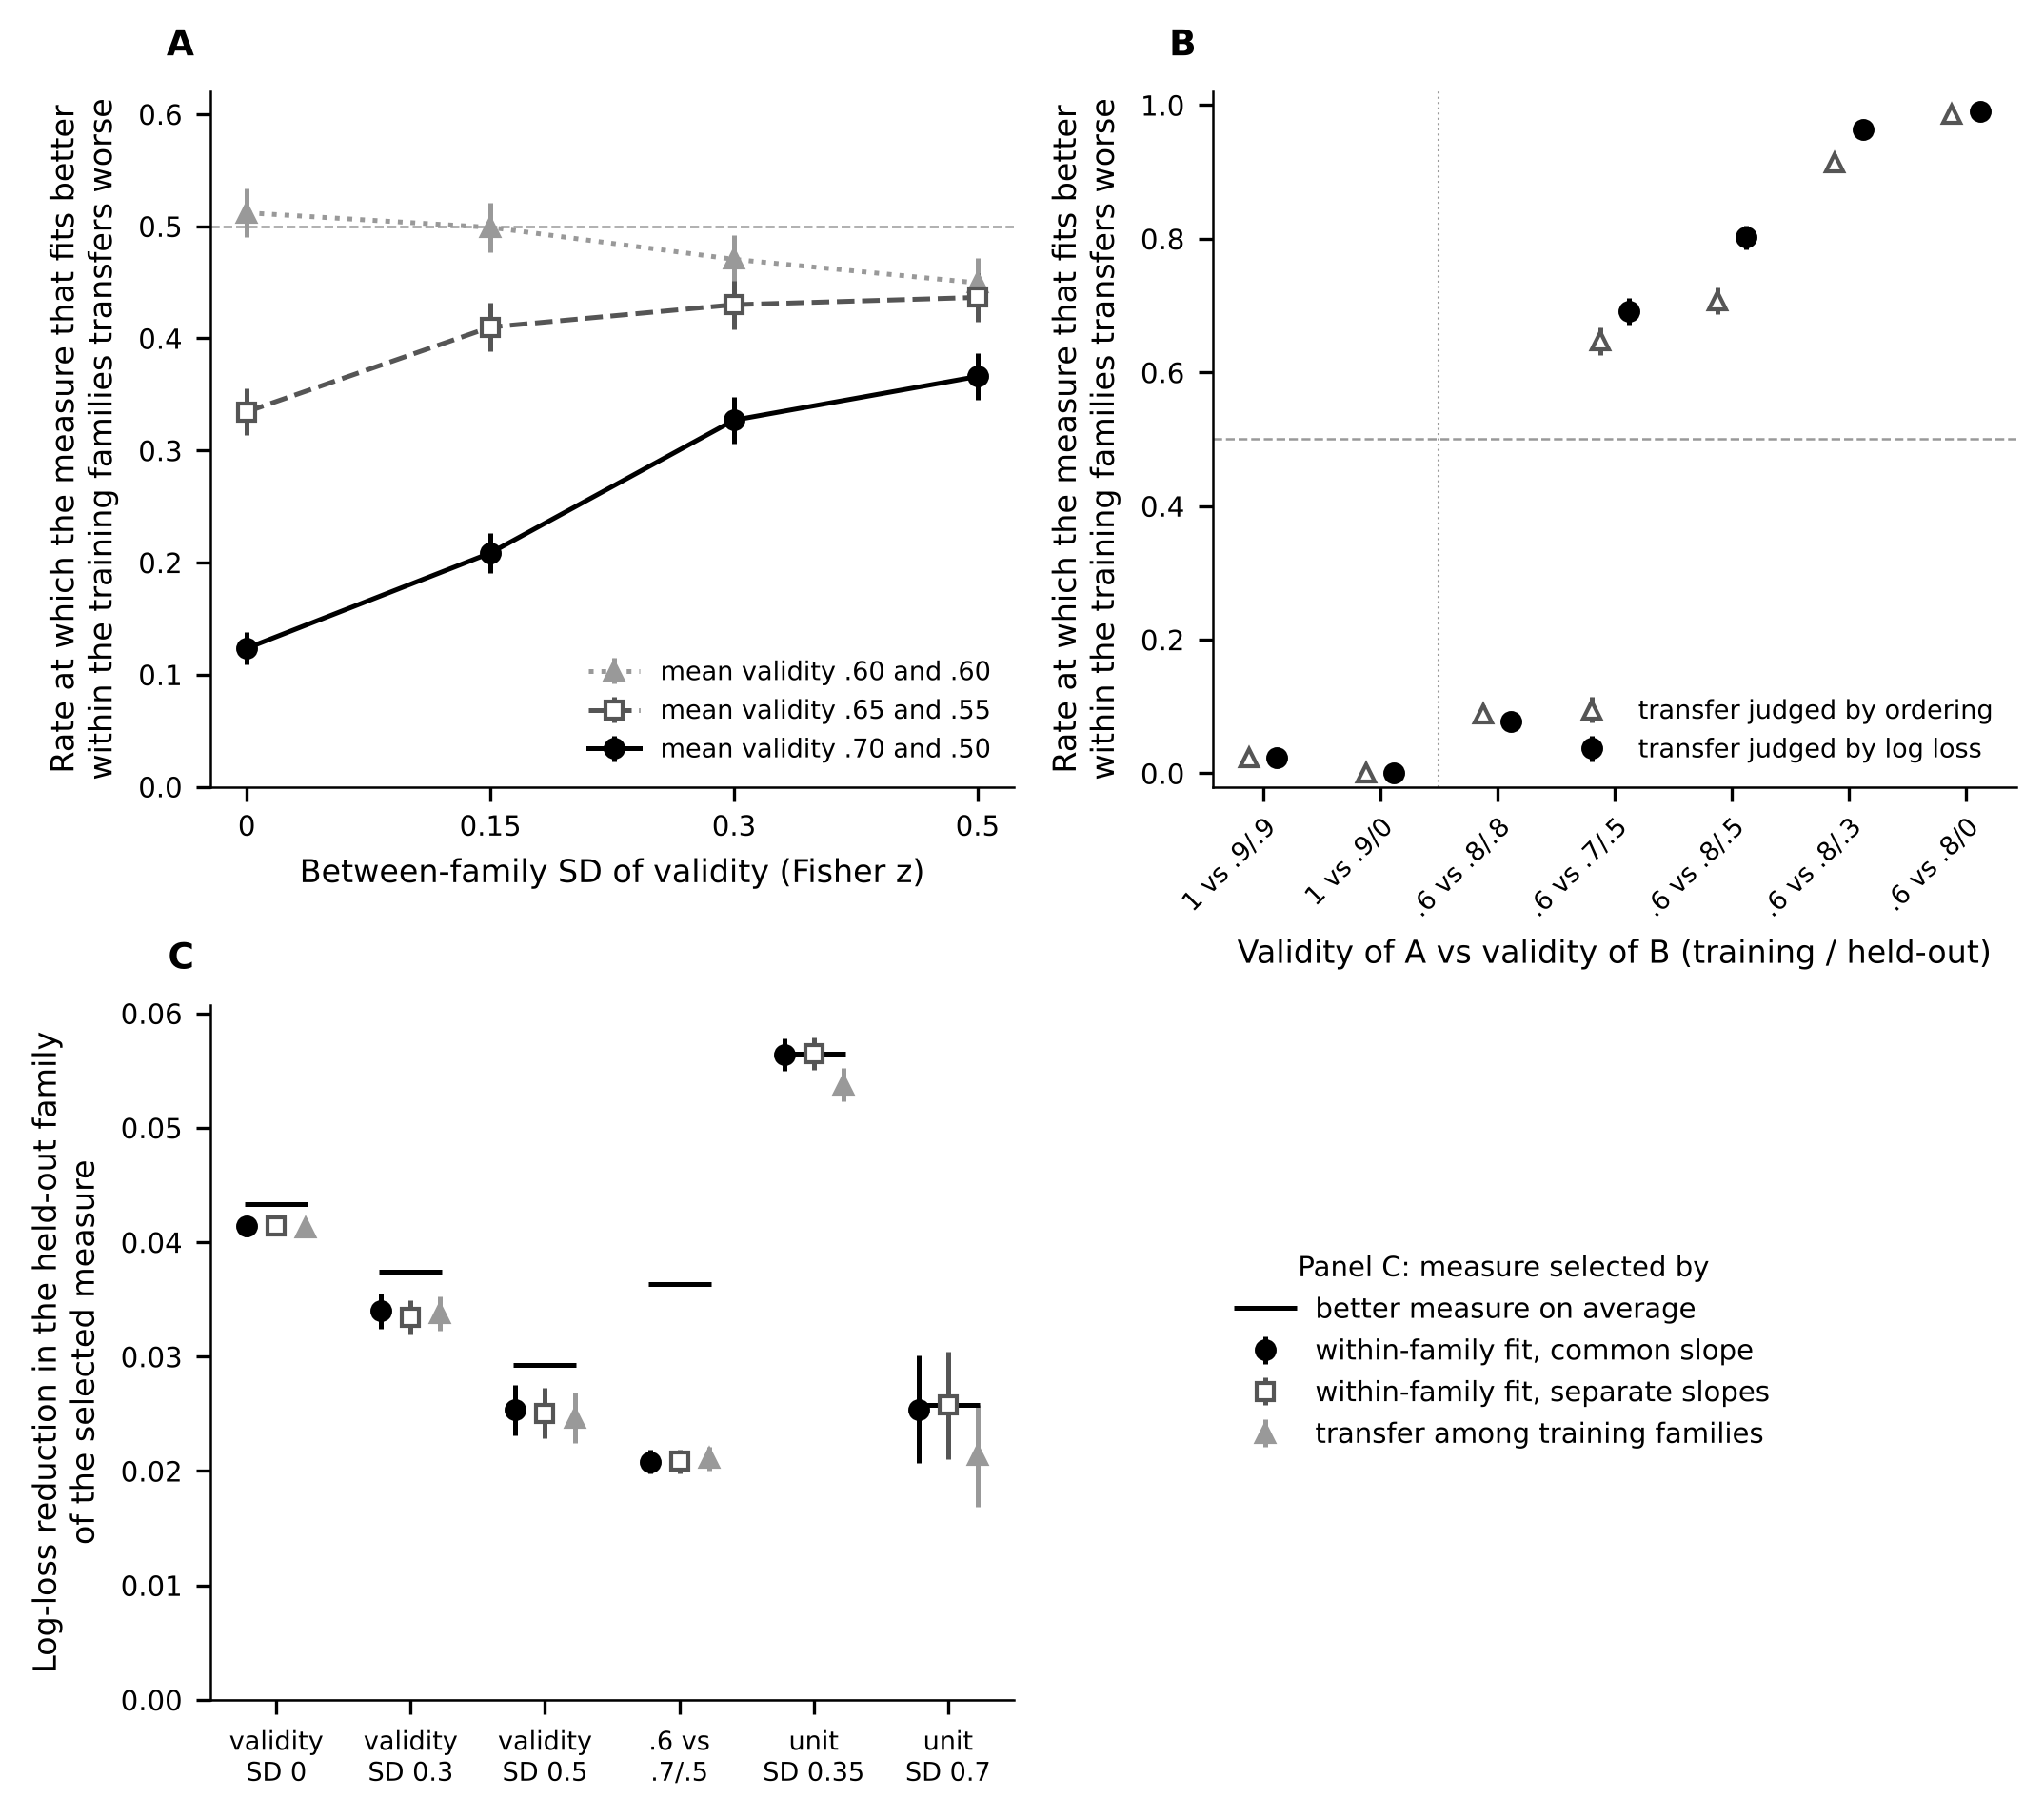 A
Rate at which the measure that fits better
within the training families transfers worse
0.6
0.5
0.4
0.3
0.2
0.1
0.0
mean validity .60 and .60
mean validity .65 and .55
mean validity .70 and .50
0
0.15
0.3
0.5
Between-family SD of validity (Fisher z)
B
Rate at which the measure that fits better
within the training families transfers worse
1.0
0.8
0.6
0.4
0.2
0.0
transfer judged by ordering
transfer judged by log loss
1 vs .9/.9
1 vs .9/0
.6 vs .8/.8
.6 vs .7/.5
.6 vs .8/.5
.6 vs .8/.3
.6 vs .8/0
Validity of A vs validity of B (training / held-out)
C
Log-loss reduction in the held-out family
of the selected measure
0.06
0.05
0.04
0.03
0.02
0.01
0.00
validity
SD 0
validity
SD 0.3
validity
SD 0.5
.6 vs
.7/.5
unit
SD 0.35
unit
SD 0.7
Panel C: measure selected by
better measure on average
within-family fit, common slope
within-family fit, separate slopes
transfer among training families